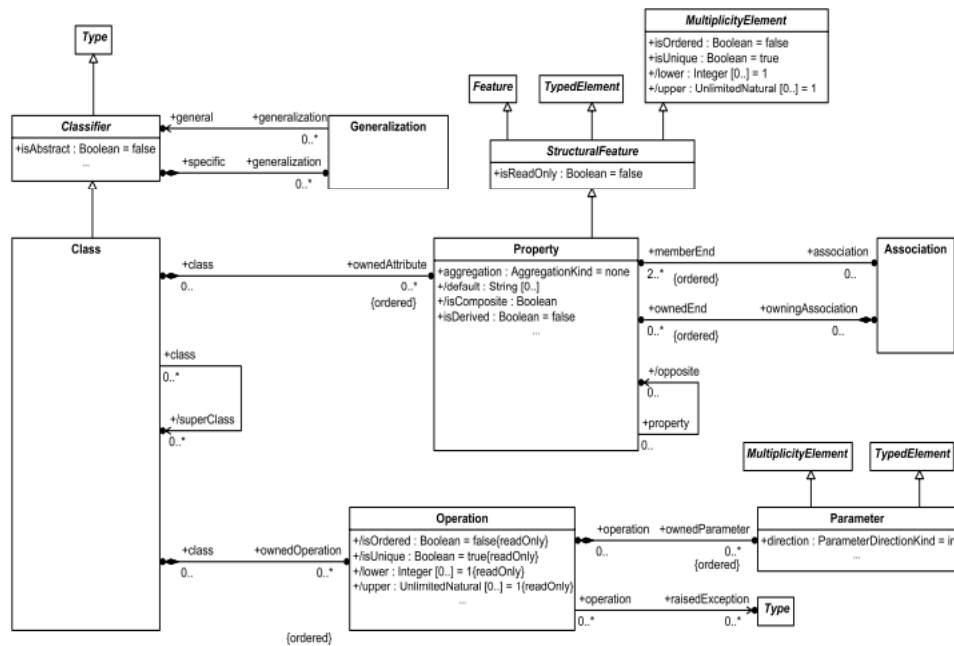 MultiplicityElement
+isOrdered : Boolean = false
+isUnique : Boolean = true
+/lower : Integer [0..] = 1
+/upper : UnlimitedNatural [0..] = 1
Type
Feature
TypedElement
Classifier
+isAbstract : Boolean = false
...
+general
+generalization
0..*
+specific
+generalization
0..*
Generalization
StructuralFeature
+isReadOnly : Boolean = false
Class
+class
0..
+ownedAttribute
0..*
{ordered}
Property
+aggregation : AggregationKind = none
+/default : String [0..]
+/isComposite : Boolean
+isDerived : Boolean = false
...
+memberEnd
2..*
{ordered}
+association
0..
+ownedEnd
0..*
{ordered}
+owningAssociation
0..
Association
+class
0..*
+/superClass
0..*
+/opposite
0..
+property
0..
MultiplicityElement
TypedElement
+class
0..
+ownedOperation
0..*
{ordered}
Operation
+/isOrdered : Boolean = false{readOnly}
+/isUnique : Boolean = true{readOnly}
+/lower : Integer [0..] = 1{readOnly}
+/upper : UnlimitedNatural [0..] = 1{readOnly}
...
+operation
0..
+ownedParameter
0..*
{ordered}
Parameter
+direction : ParameterDirectionKind = in
...
+operation
0..*
+raisedException
0..*
Type